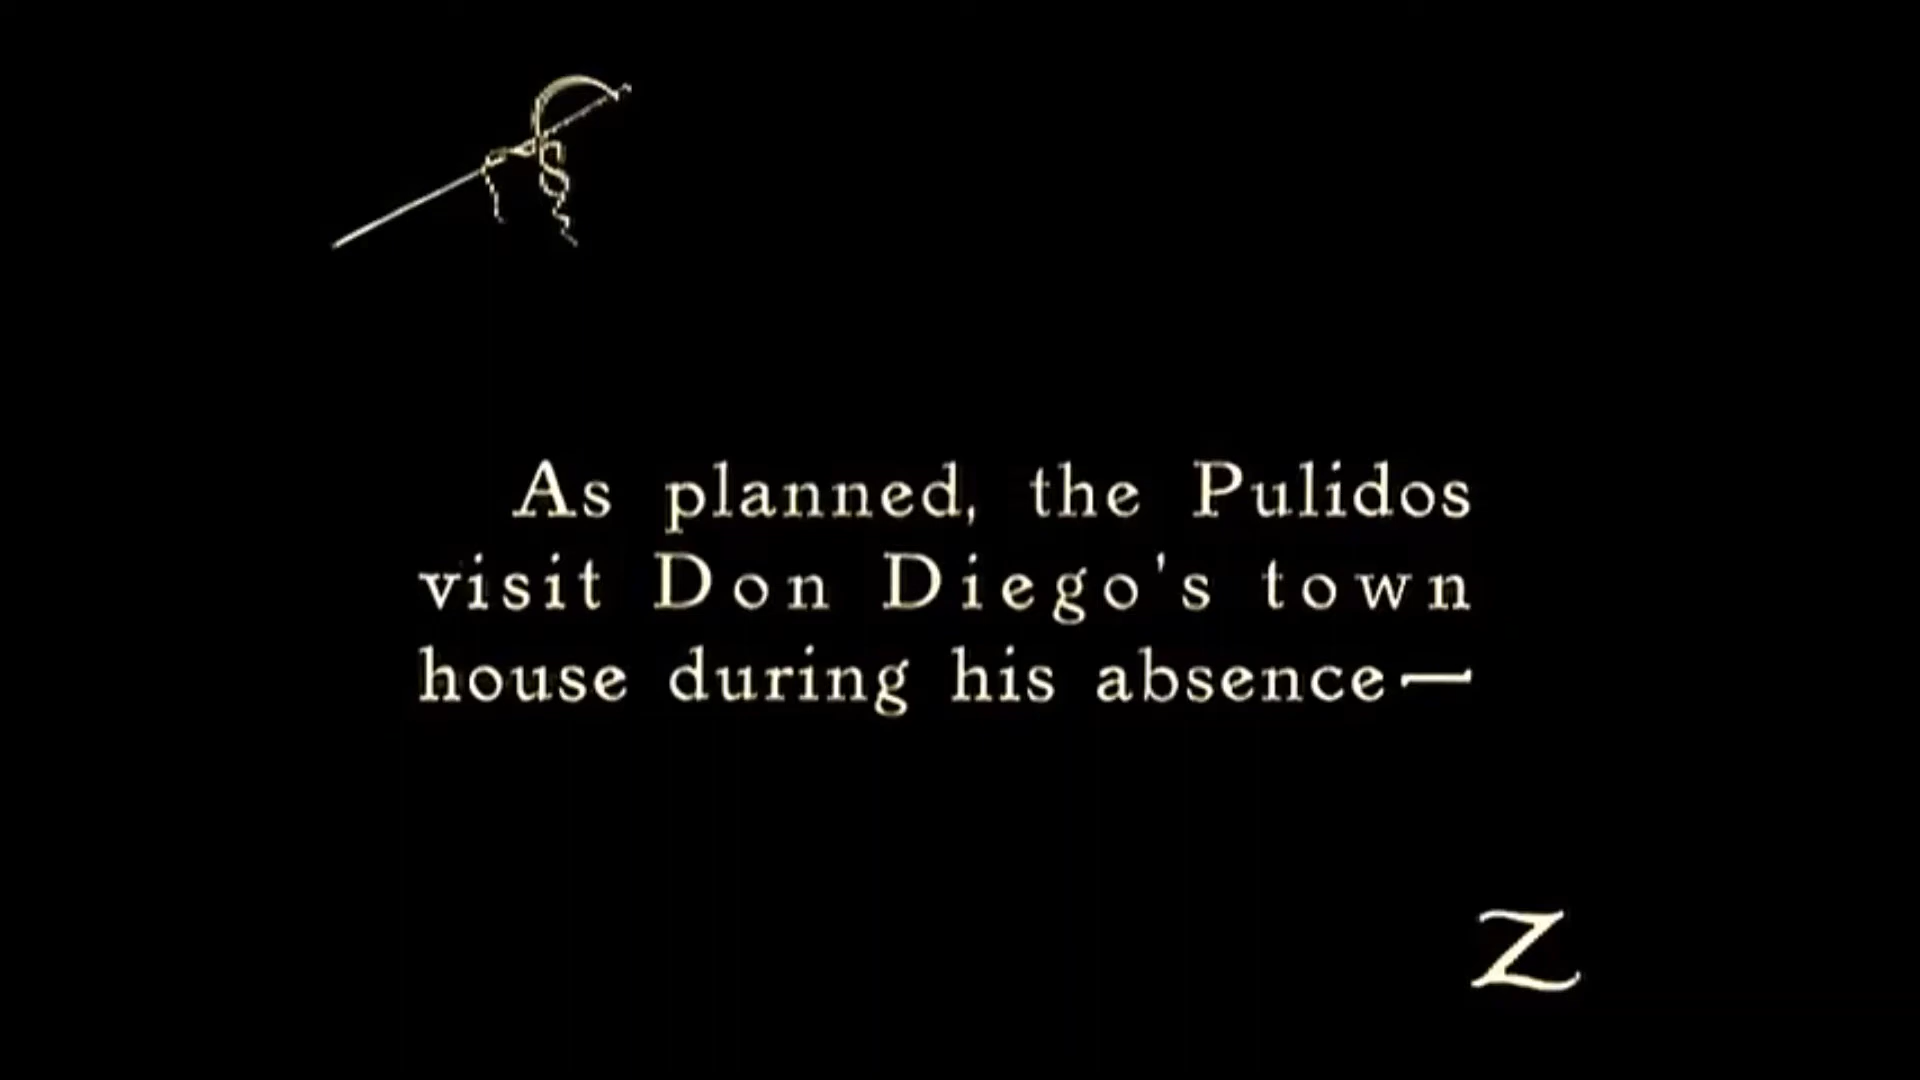 As planned, the Pulidos
visit Don Diego's town
house during his absence—
Z